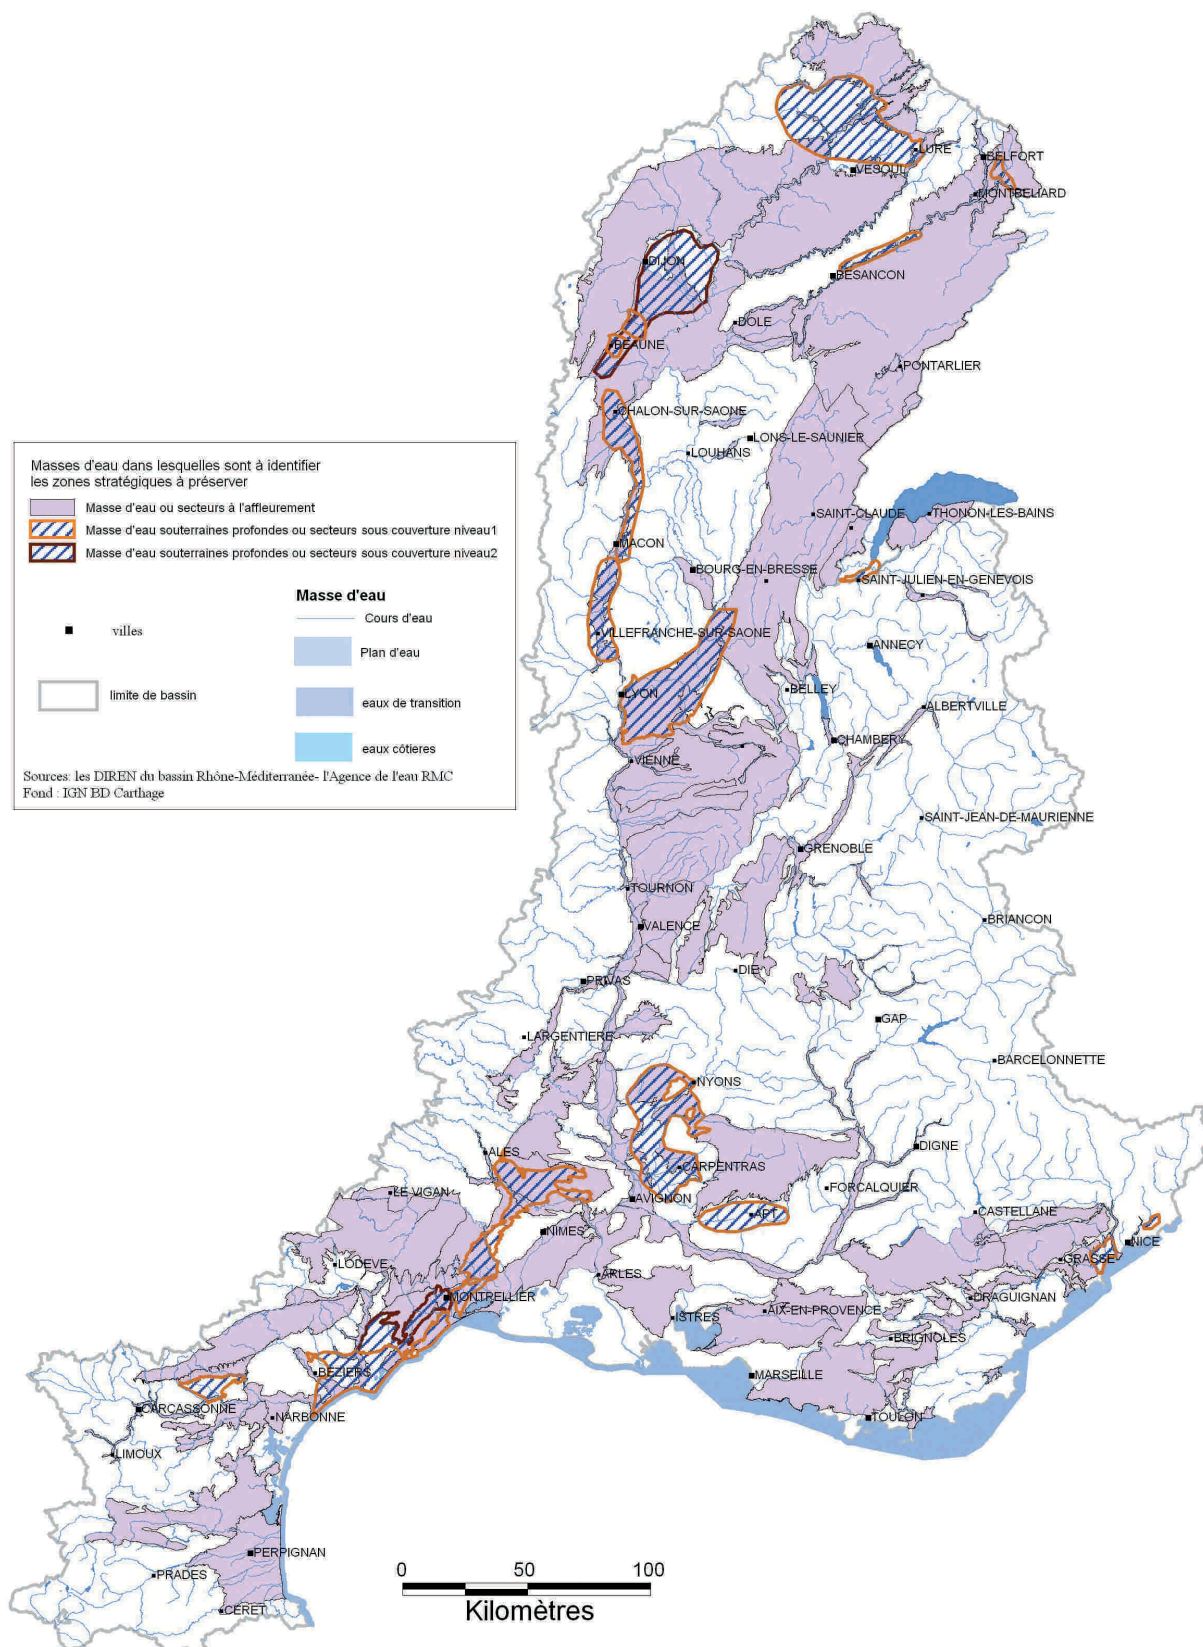 LURE
BELFORT
VESOUL
MONTBELIARD
DIJON
BESANCON
DOLE
BEAUNE
PONTARLIER
CHALON-SUR-SAONE
LONS-LE-SAUNIER
LOUHANS
Masses d'eau dans lesquelles sont à identifier
les zones stratégiques à préserver
Masse d'eau ou secteurs à l'affleurement
Masse d'eau souterraines profondes ou secteurs sous couverture niveau1
Masse d'eau souterraines profondes ou secteurs sous couverture niveau2
villes
limite de bassin
Masse d'eau
Cours d'eau
Plan d'eau
eaux de transition
eaux côtieres
Sources: les DIREN du bassin Rhône-Méditerranée- l'Agence de l'eau RMC
Fond : IGN BD Carthage
SAINT-CLAUDE
THONON-LES-BAINS
MACON
BOURG-EN-BRESSE
SAINT-JULIEN-EN-GENEVOIS
VILLEFRANCHE-SUR-SAONE
ANNECY
LYON
BELLEY
ALBERTVILLE
CHAMBERY
VIENNE
SAINT-JEAN-DE-MAURIENNE
GRENOBLE
TOURNON
BRIANCON
VALENCE
DIE
PRIVAS
GAP
LARGENTIERE
BARCELONNETTE
NYONS
DIGNE
ALES
CARPENTRAS
FORCALQUIER
LE VIGAN
AVIGNON
APT
CASTELLANE
NIMES
NICE
LODEVE
GRASSE
ARLES
MONTPELLIER
DRAGUIGNAN
ISTRES
AIX-EN-PROVENCE
BRIGNOLES
BEZIERS
MARSEILLE
CARCASSONNE
NARBONNE
TOULON
LIMOUX
PERPIGNAN
PRADES
CERET
0 50 100
Kilomètres